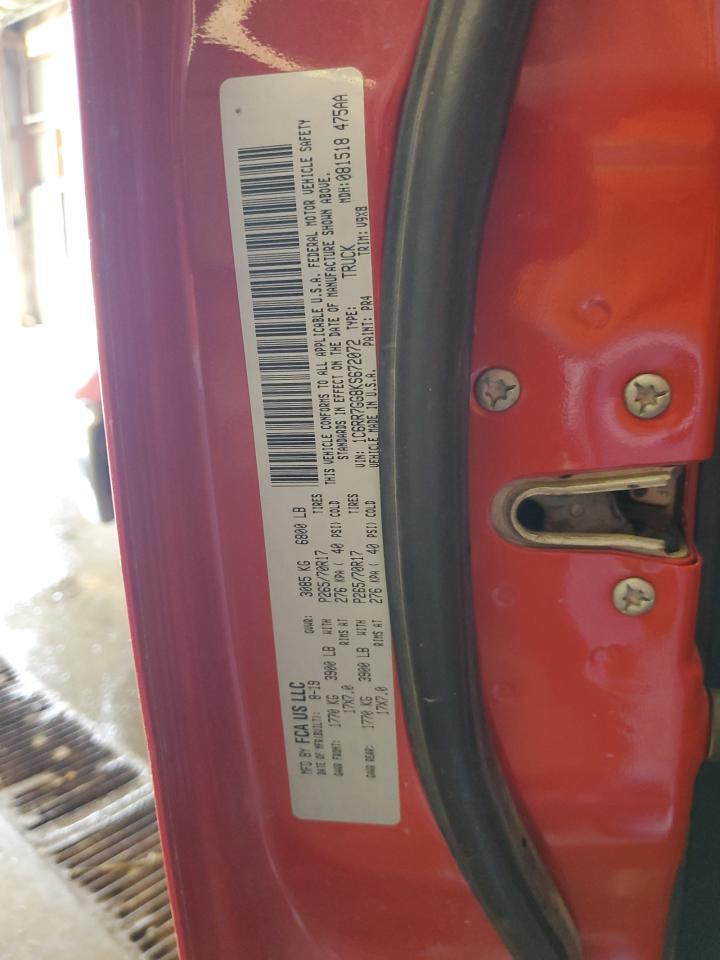 MFD BY FCA US LLC
DATE OF MFR(BUILT): 8-19 GVWR: 3085 KG 6800 LB
GAWR FRONT: 1770 KG 3900 LB WITH P265/70R17 TIRES
17X7.0 RIMS AT 276 KPA ( 40 PSI) COLD
GAWR REAR: 1770 KG 3900 LB WITH P265/70R17 TIRES
17X7.0 RIMS AT 276 KPA ( 40 PSI) COLD
THIS VEHICLE CONFORMS TO ALL APPLICABLE U.S.A. FEDERAL MOTOR VEHICLE SAFETY
STANDARDS IN EFFECT ON THE DATE OF MANUFACTURE SHOWN ABOVE.
VIN: 1C6RR7GG8KS672072 TYPE: TRUCK MDH:081518 475AA
VEHICLE MADE IN U.S.A. PAINT: PR4 TRIM: V9X8